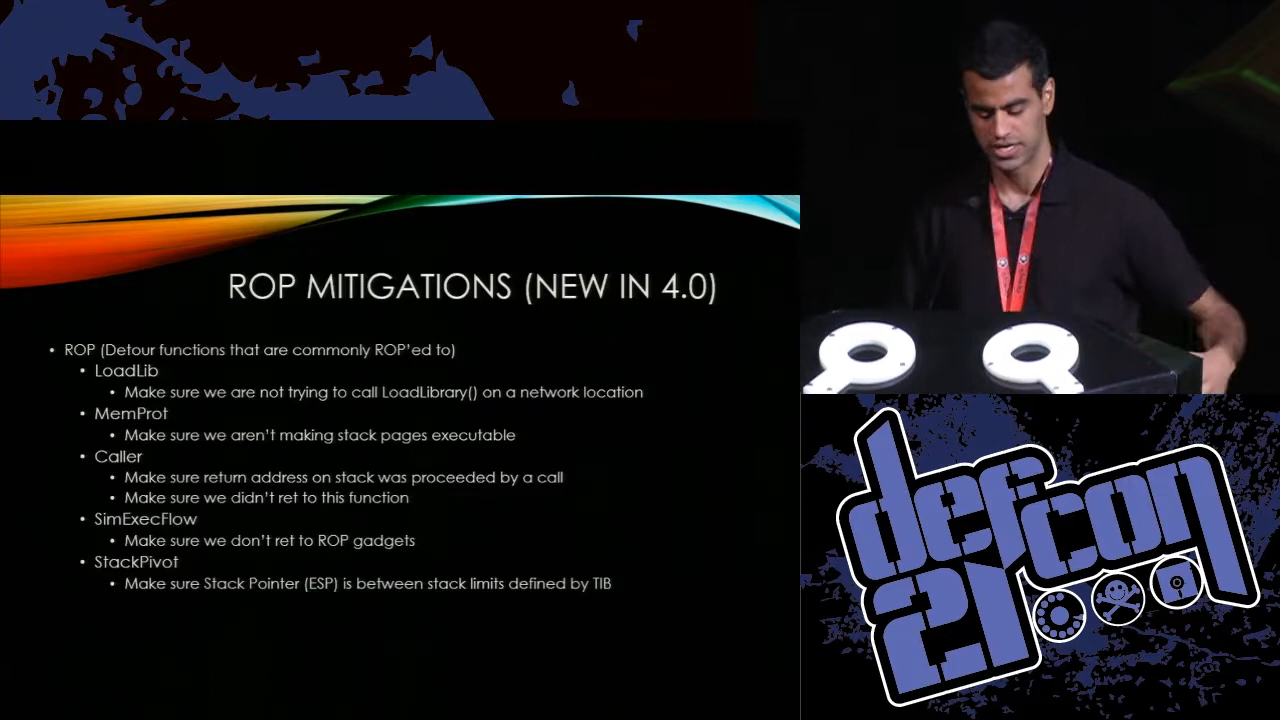 ROP MITIGATIONS (NEW IN 4.0)
• ROP (Detour functions that are commonly ROP'ed to)
• LoadLib
• Make sure we are not trying to call LoadLibrary() on a network location
• MemProt
• Make sure we aren't making stack pages executable
• Caller
• Make sure return address on stack was proceeded by a call
• Make sure we didn't ret to this function
• SimExecFlow
• Make sure we don't ret to ROP gadgets
• StackPivot
• Make sure Stack Pointer (ESP) is between stack limits defined by TIB
defcon
21